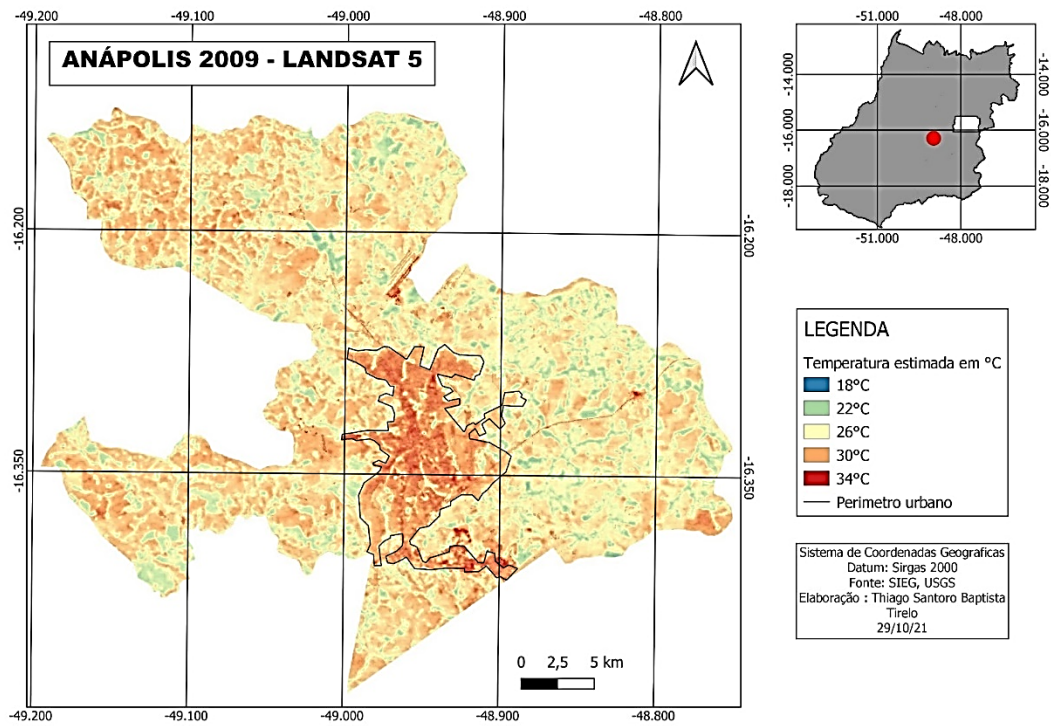 -49.200 -49.100 -49.000 -48.900 -48.800
ANÁPOLIS 2009 - LANDSAT 5
-16.200
-16.200
-16.350
-16.350
0 2,5 5 km
-49.200 -49.100 -49.000 -48.900 -48.800
-51.000 -48.000
-14.000
-14.000
-16.000
-16.000
-18.000
-18.000
-51.000 -48.000
LEGENDA
Temperatura estimada em °C
18°C
22°C
26°C
30°C
34°C
Perimetro urbano
Sistema de Coordenadas Geograficas
Datum: Sirgas 2000
Fonte: SIEG, USGS
Elaboração : Thiago Santoro Baptista
Tirelo
29/10/21